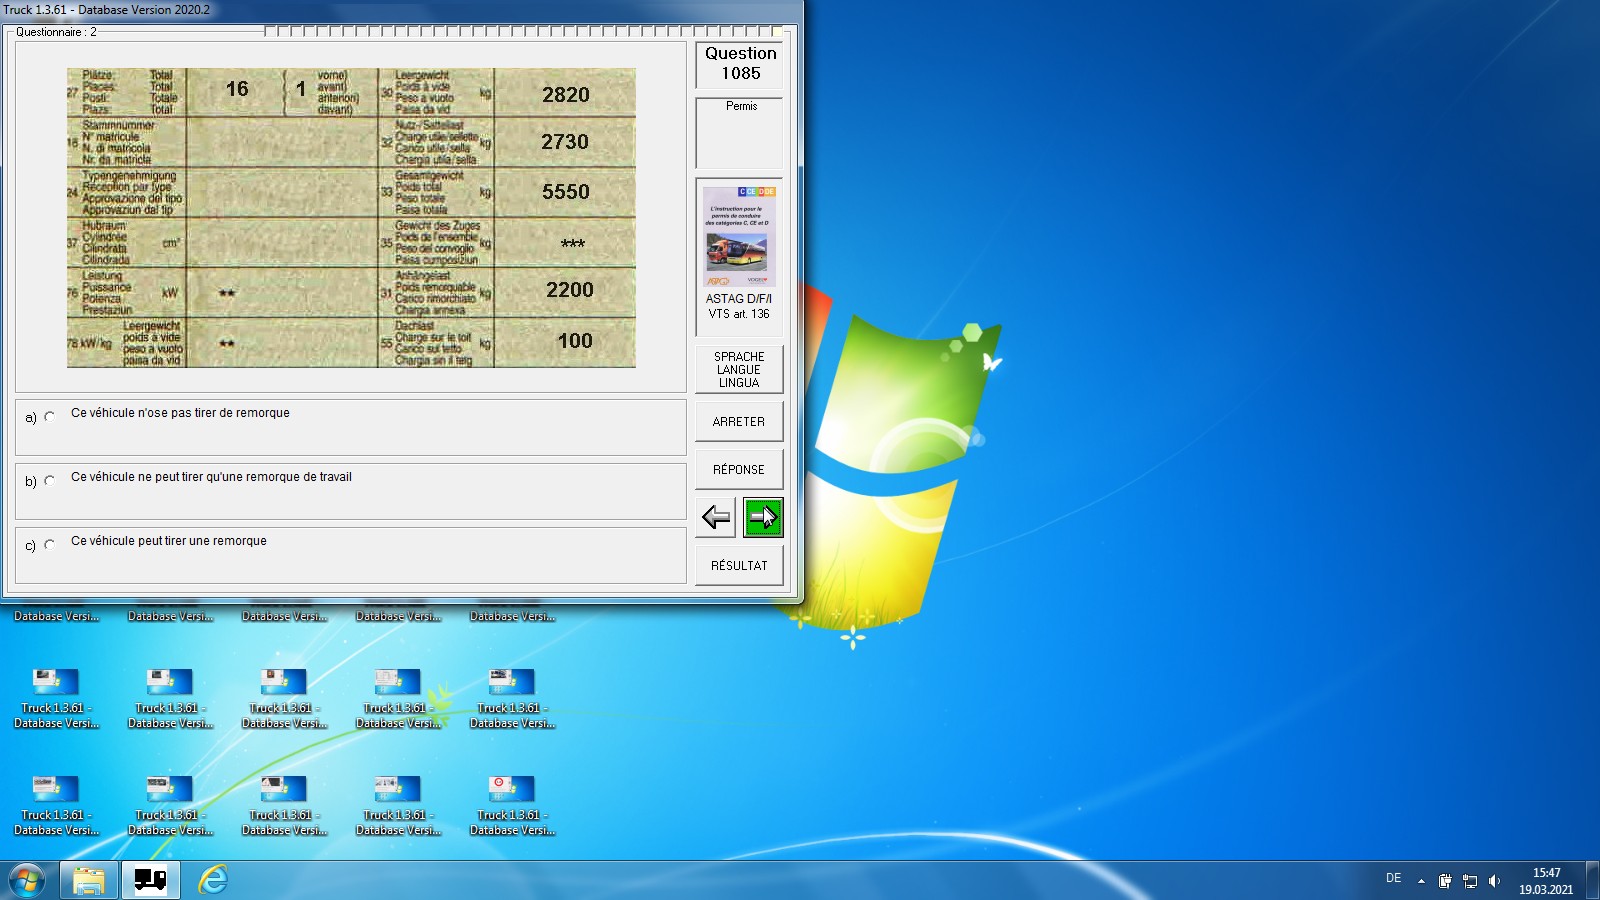 Truck 1.3.61 - Database Version 2020.2
Questionnaire : 2
27 Plätze: Total
Places: Total
Posti: Totale
Plazs: Total
16
( 1
vorne)
avant)
anteriori)
davant)
30 Leergewicht
Poids à vide
Peso a vuoto
Paisa da vid
kg
2820
18 Stammnummer
N° matricule
N. di matricola
Nr. da matricla
32 Nutz-/Sattellast
Charge utile/sellette
Carico utile/sella
Chargia utila/sella
kg
2730
24 Typengenehmigung
Réception par type
Approvazione del tipo
Approvaziun dal tip
33 Gesamtgewicht
Poids total
Peso totale
Paisa totala
kg
5550
37 Hubraum
Cylindrée
Cilindrata
Cilindrada
cm³
35 Gewicht des Zuges
Poids de l'ensemble
Peso del convoglio
Paisa cumposiziun
kg
***
76 Leistung
Puissance
Potenza
Prestaziun
kW
**
31 Anhängelast
Poids remorquable
Carico rimorchiato
Chargia annexa
kg
2200
78 kW/kg
Leergewicht
poids à vide
peso a vuoto
paisa da vid
**
55 Dachlast
Charge sur le toit
Carico sul tetto
Chargia sin il tetg
kg
100
a) Ce véhicule n'ose pas tirer de remorque
b) Ce véhicule ne peut tirer qu'une remorque de travail
c) Ce véhicule peut tirer une remorque
Question
1085
Permis
C CE D DE
L'instruction pour le
permis de conduire
des catégories C, CE et D
ASTAG D/F/I
VTS art. 136
SPRACHE
LANGUE
LINGUA
ARRETER
RÉPONSE
RÉSULTAT
Database Versi... Database Versi... Database Versi... Database Versi... Database Versi...
Truck 1.3.61 - Truck 1.3.61 - Truck 1.3.61 - Truck 1.3.61 - Truck 1.3.61 -
Database Versi... Database Versi... Database Versi... Database Versi... Database Versi...
Truck 1.3.61 - Truck 1.3.61 - Truck 1.3.61 - Truck 1.3.61 - Truck 1.3.61 -
Database Versi... Database Versi... Database Versi... Database Versi... Database Versi...
DE
15:47
19.03.2021